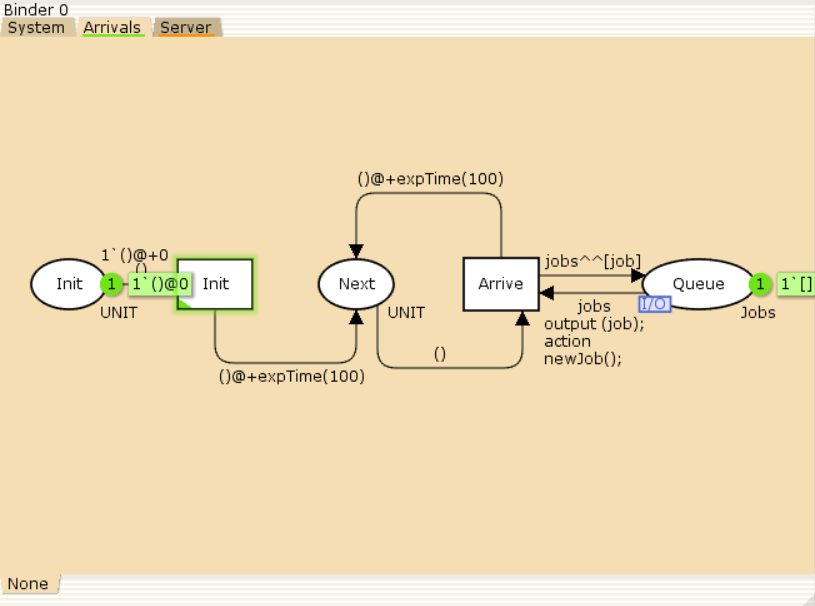 Binder 0
System
Arrivals
Server
()@+expTime(100)
1`()@+0
()
Init
1
1`()@0
Init
UNIT
Next
UNIT
Arrive
jobs^^[job]
Queue
1
1`[]
I/O
Jobs
jobs
output (job);
action
newJob();
()
()@+expTime(100)
None